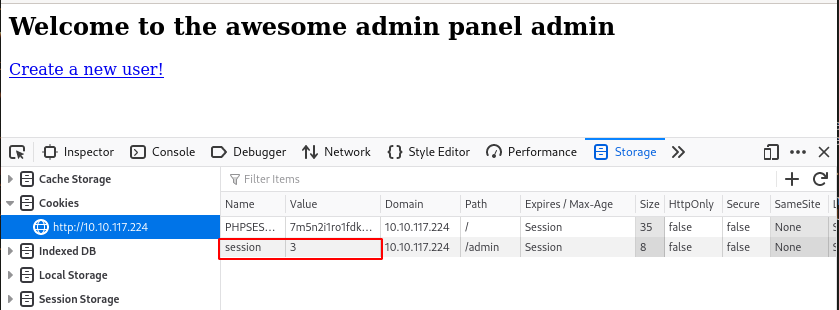 Welcome to the awesome admin panel admin
Create a new user!
Inspector Console Debugger Network Style Editor Performance Storage
Cache Storage
Filter Items
Cookies
Name Value Domain Path Expires / Max-Age Size HttpOnly Secure SameSite
http://10.10.117.224
PHPSES... 7m5n2i1ro1fdk... 10.10.117.224 / Session 35 false false None
Indexed DB
session 3 10.10.117.224 /admin Session 8 false false None
Local Storage
Session Storage